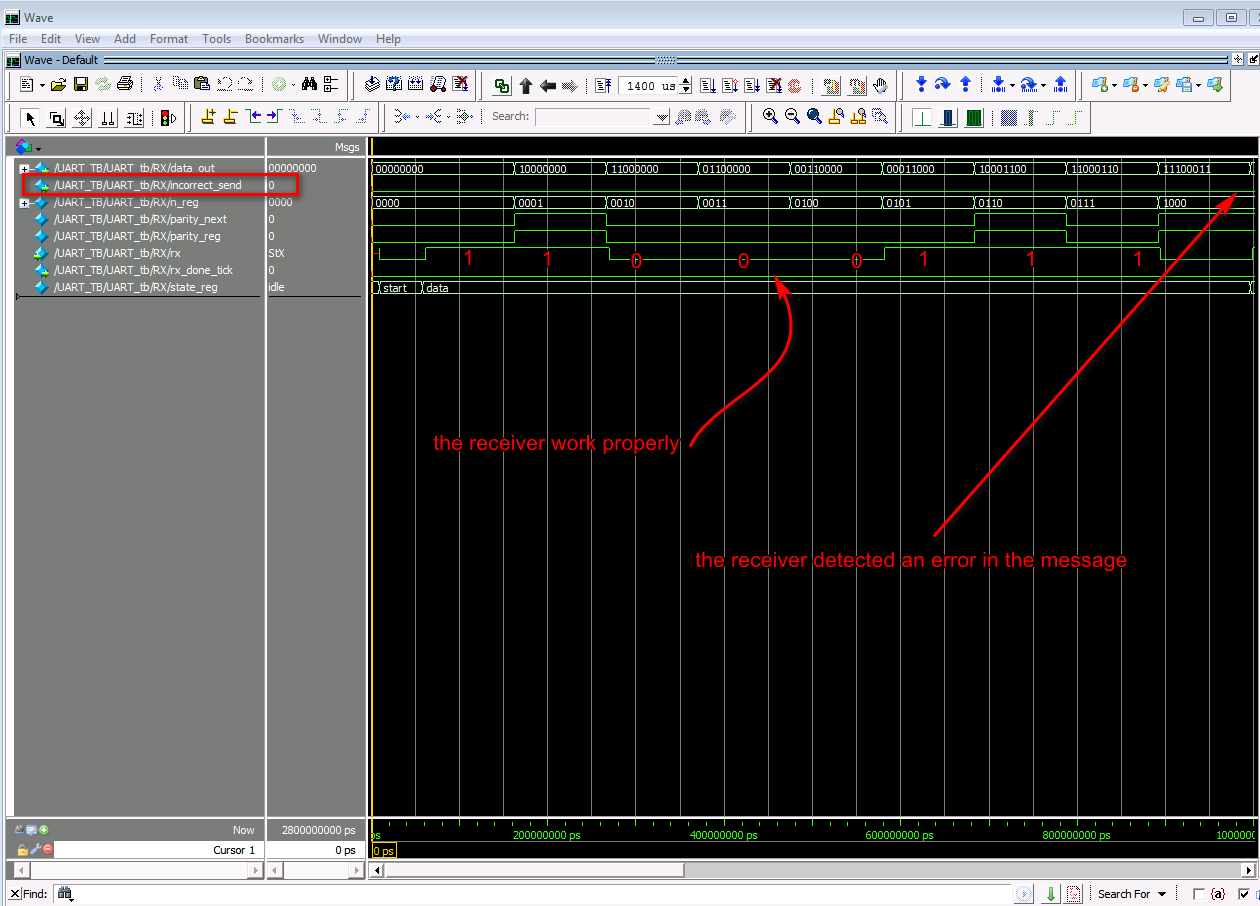 Wave
File Edit View Add Format Tools Bookmarks Window Help
Wave - Default
1400 us
Search:
Msgs
/UART_TB/UART_tb/RX/data_out 00000000 00000000 10000000 11000000 01100000 00110000 00011000 10001100 11000110 11100011
/UART_TB/UART_tb/RX/incorrect_send 0
/UART_TB/UART_tb/RX/n_reg 0000 0000 0001 0010 0011 0100 0101 0110 0111 1000
/UART_TB/UART_tb/RX/parity_next 0
/UART_TB/UART_tb/RX/parity_reg 0
/UART_TB/UART_tb/RX/rx StX 1 1 0 0 0 1 1 1
/UART_TB/UART_tb/RX/rx_done_tick 0
/UART_TB/UART_tb/RX/state_reg idle start data
the receiver work properly
the receiver detected an error in the message
Now 2800000000 ps ps 200000000 ps 400000000 ps 600000000 ps 800000000 ps 1000000
Cursor 1 0 ps 0 ps
Find: Search For {a}